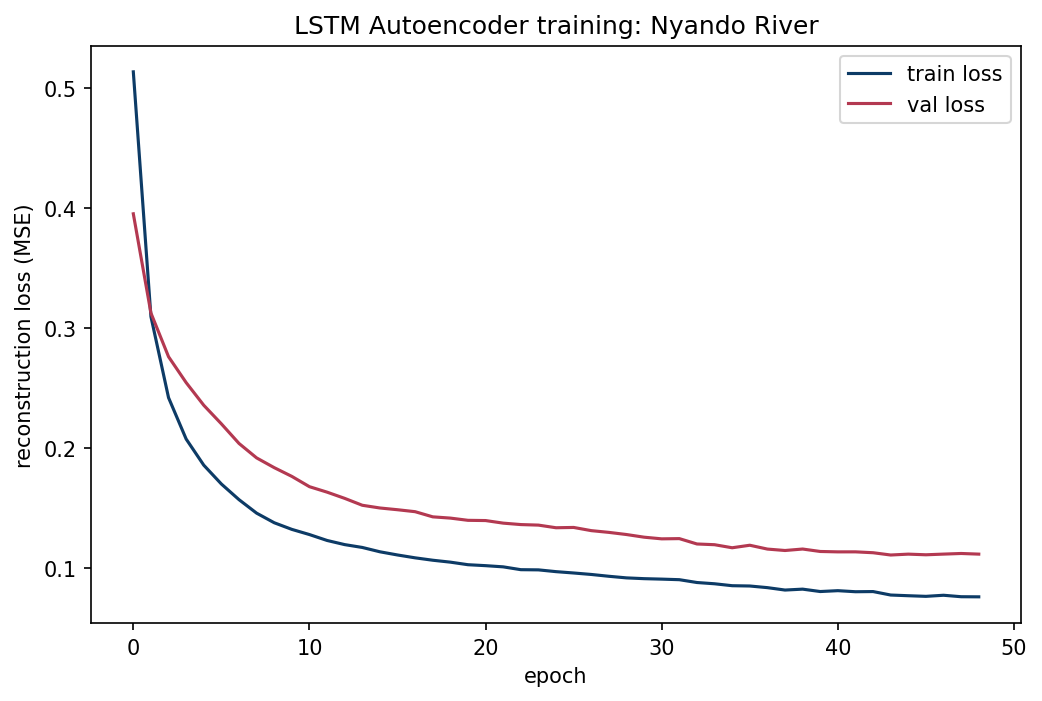 LSTM Autoencoder training: Nyando River
train loss
val loss
reconstruction loss (MSE)
0.5
0.4
0.3
0.2
0.1
0 10 20 30 40 50
epoch